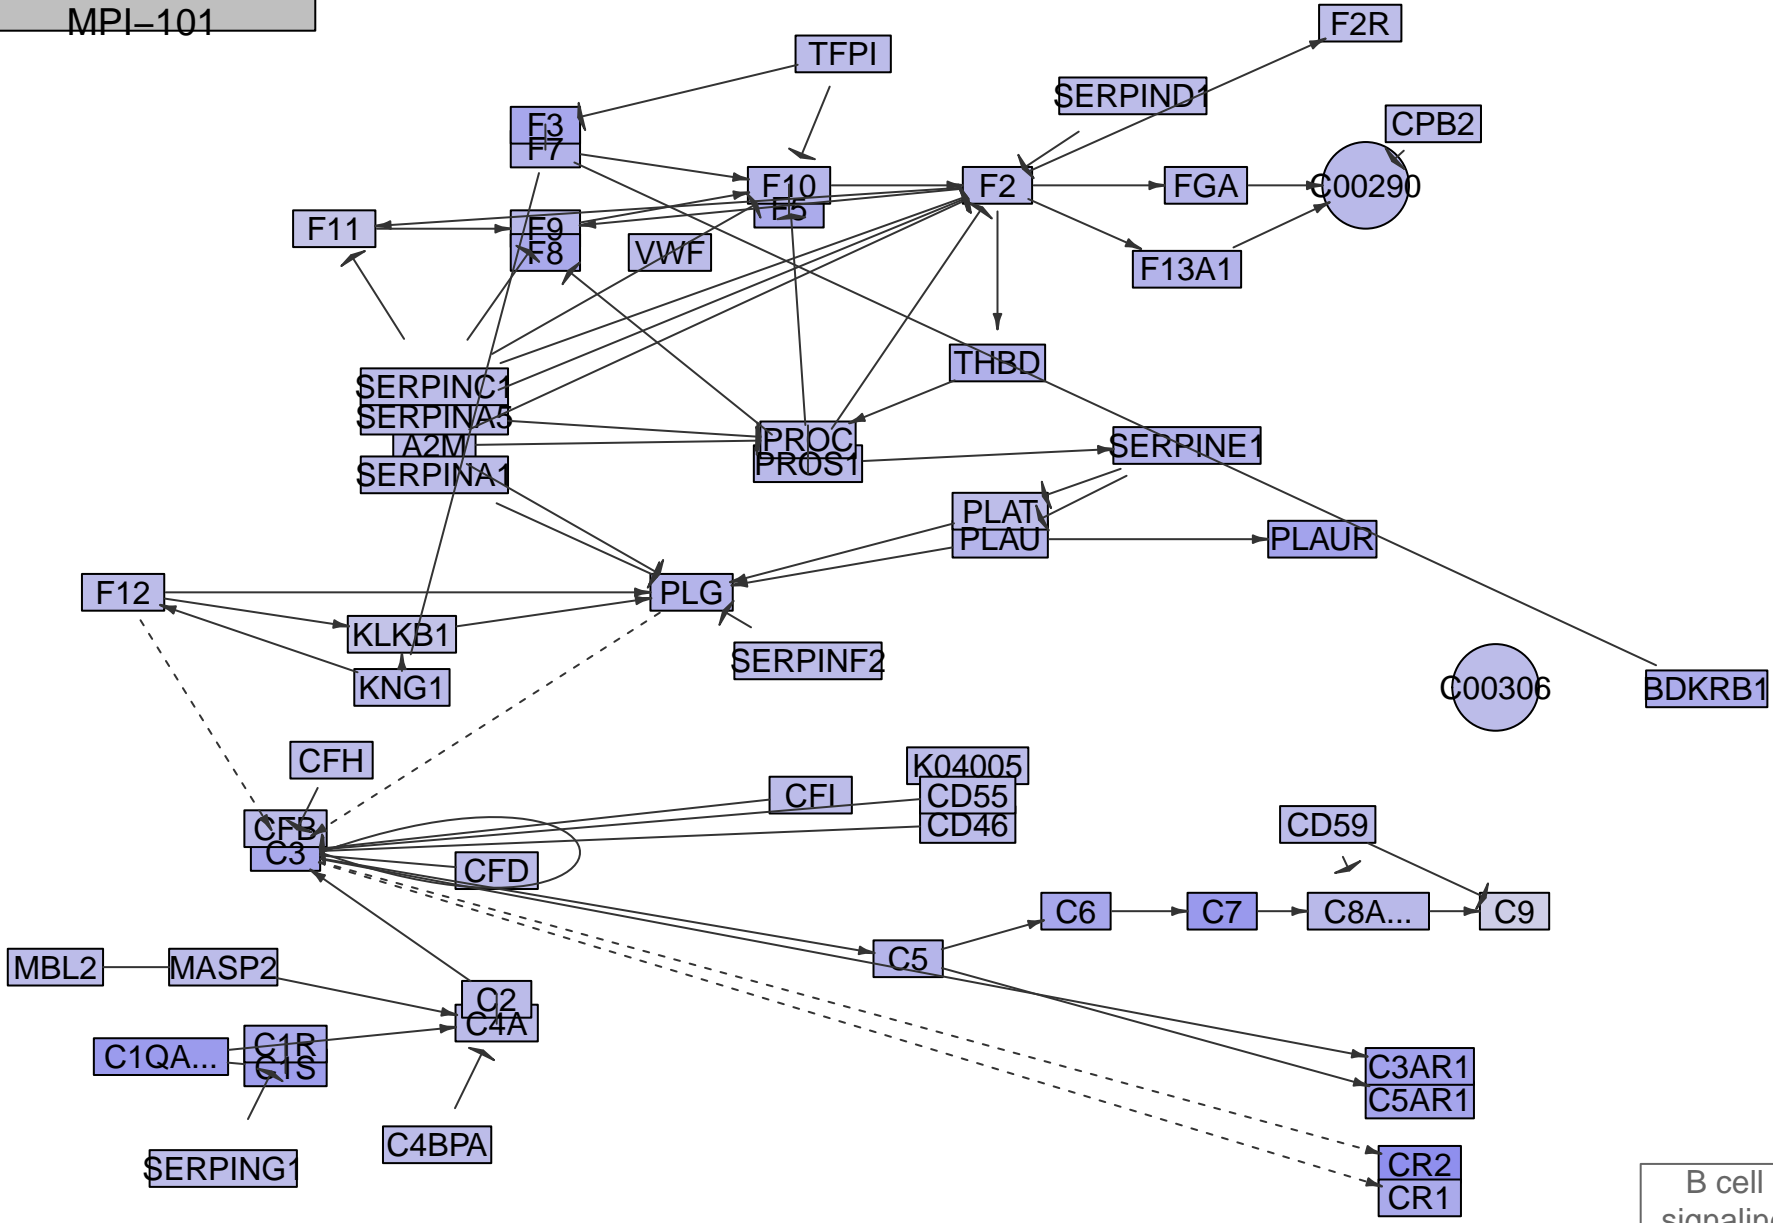 MPI–101
F2R
TFPI
SERPIND1
CPB2
F3
F7
F10
F5
F2
FGA
C00290
F11
F9
F8
VWF
F13A1
THBD
SERPINC1
SERPINA5
A2M
SERPINA1
PROC
PROS1
SERPINE1
PLAT
PLAU
PLAUR
F12
PLG
KLKB1
KNG1
SERPINF2
C00306
BDKRB1
CFH
CFI
K04005
CD55
CD46
CFB
C3
CFD
CD59
C6
C7
C8A...
C9
C5
MBL2
MASP2
C2
C4A
C1QA...
C1R
C1S
C3AR1
C5AR1
SERPING1
C4BPA
CR2
CR1
B cell
signaling